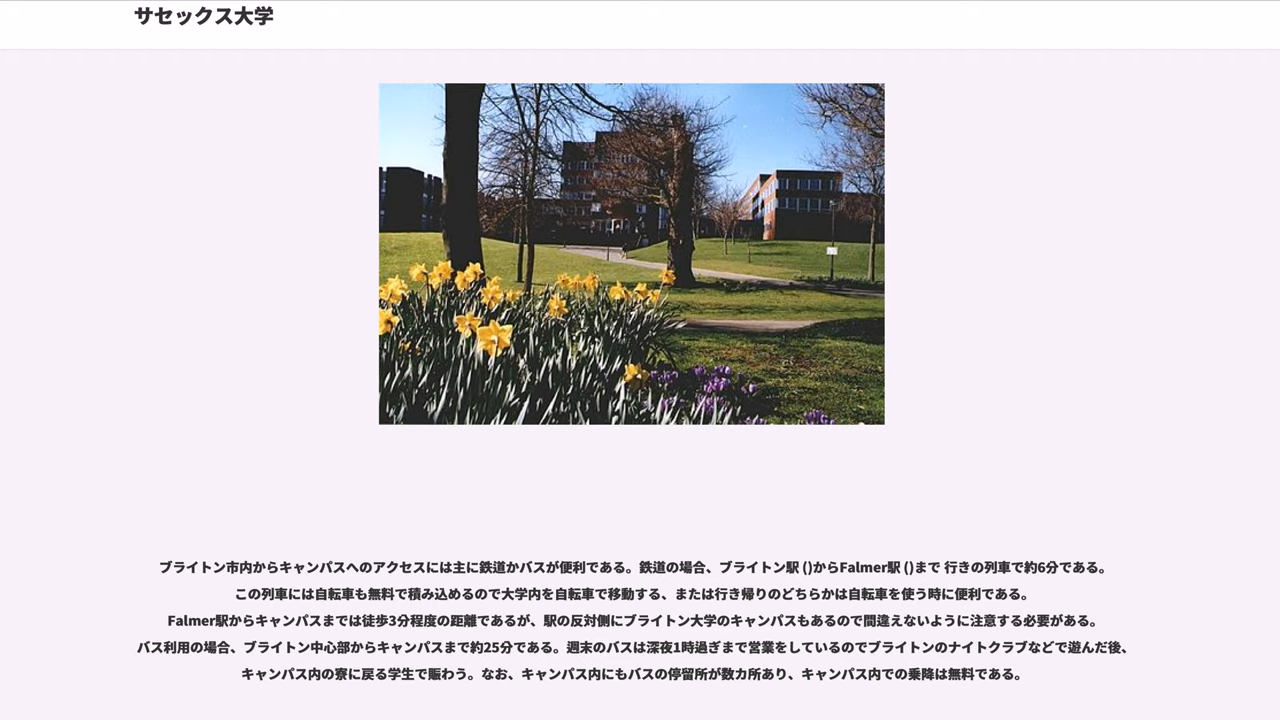 サセックス大学
ブライトン市内からキャンパスへのアクセスには主に鉄道かバスが便利である。鉄道の場合、ブライトン駅 ()からFalmer駅 ()まで 行きの列車で約6分である。
この列車には自転車も無料で積み込めるので大学内を自転車で移動する、または行き帰りのどちらかは自転車を使う時に便利である。
Falmer駅からキャンパスまでは徒歩3分程度の距離であるが、駅の反対側にブライトン大学のキャンパスもあるので間違えないように注意する必要がある。
バス利用の場合、ブライトン中心部からキャンパスまで約25分である。週末のバスは深夜1時過ぎまで営業をしているのでブライトンのナイトクラブなどで遊んだ後、
キャンパス内の寮に戻る学生で賑わう。なお、キャンパス内にもバスの停留所が数カ所あり、キャンパス内での乗降は無料である。